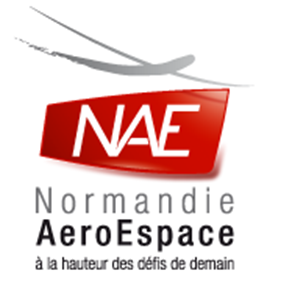 NAE
Normandie
AeroEspace
à la hauteur des défis de demain